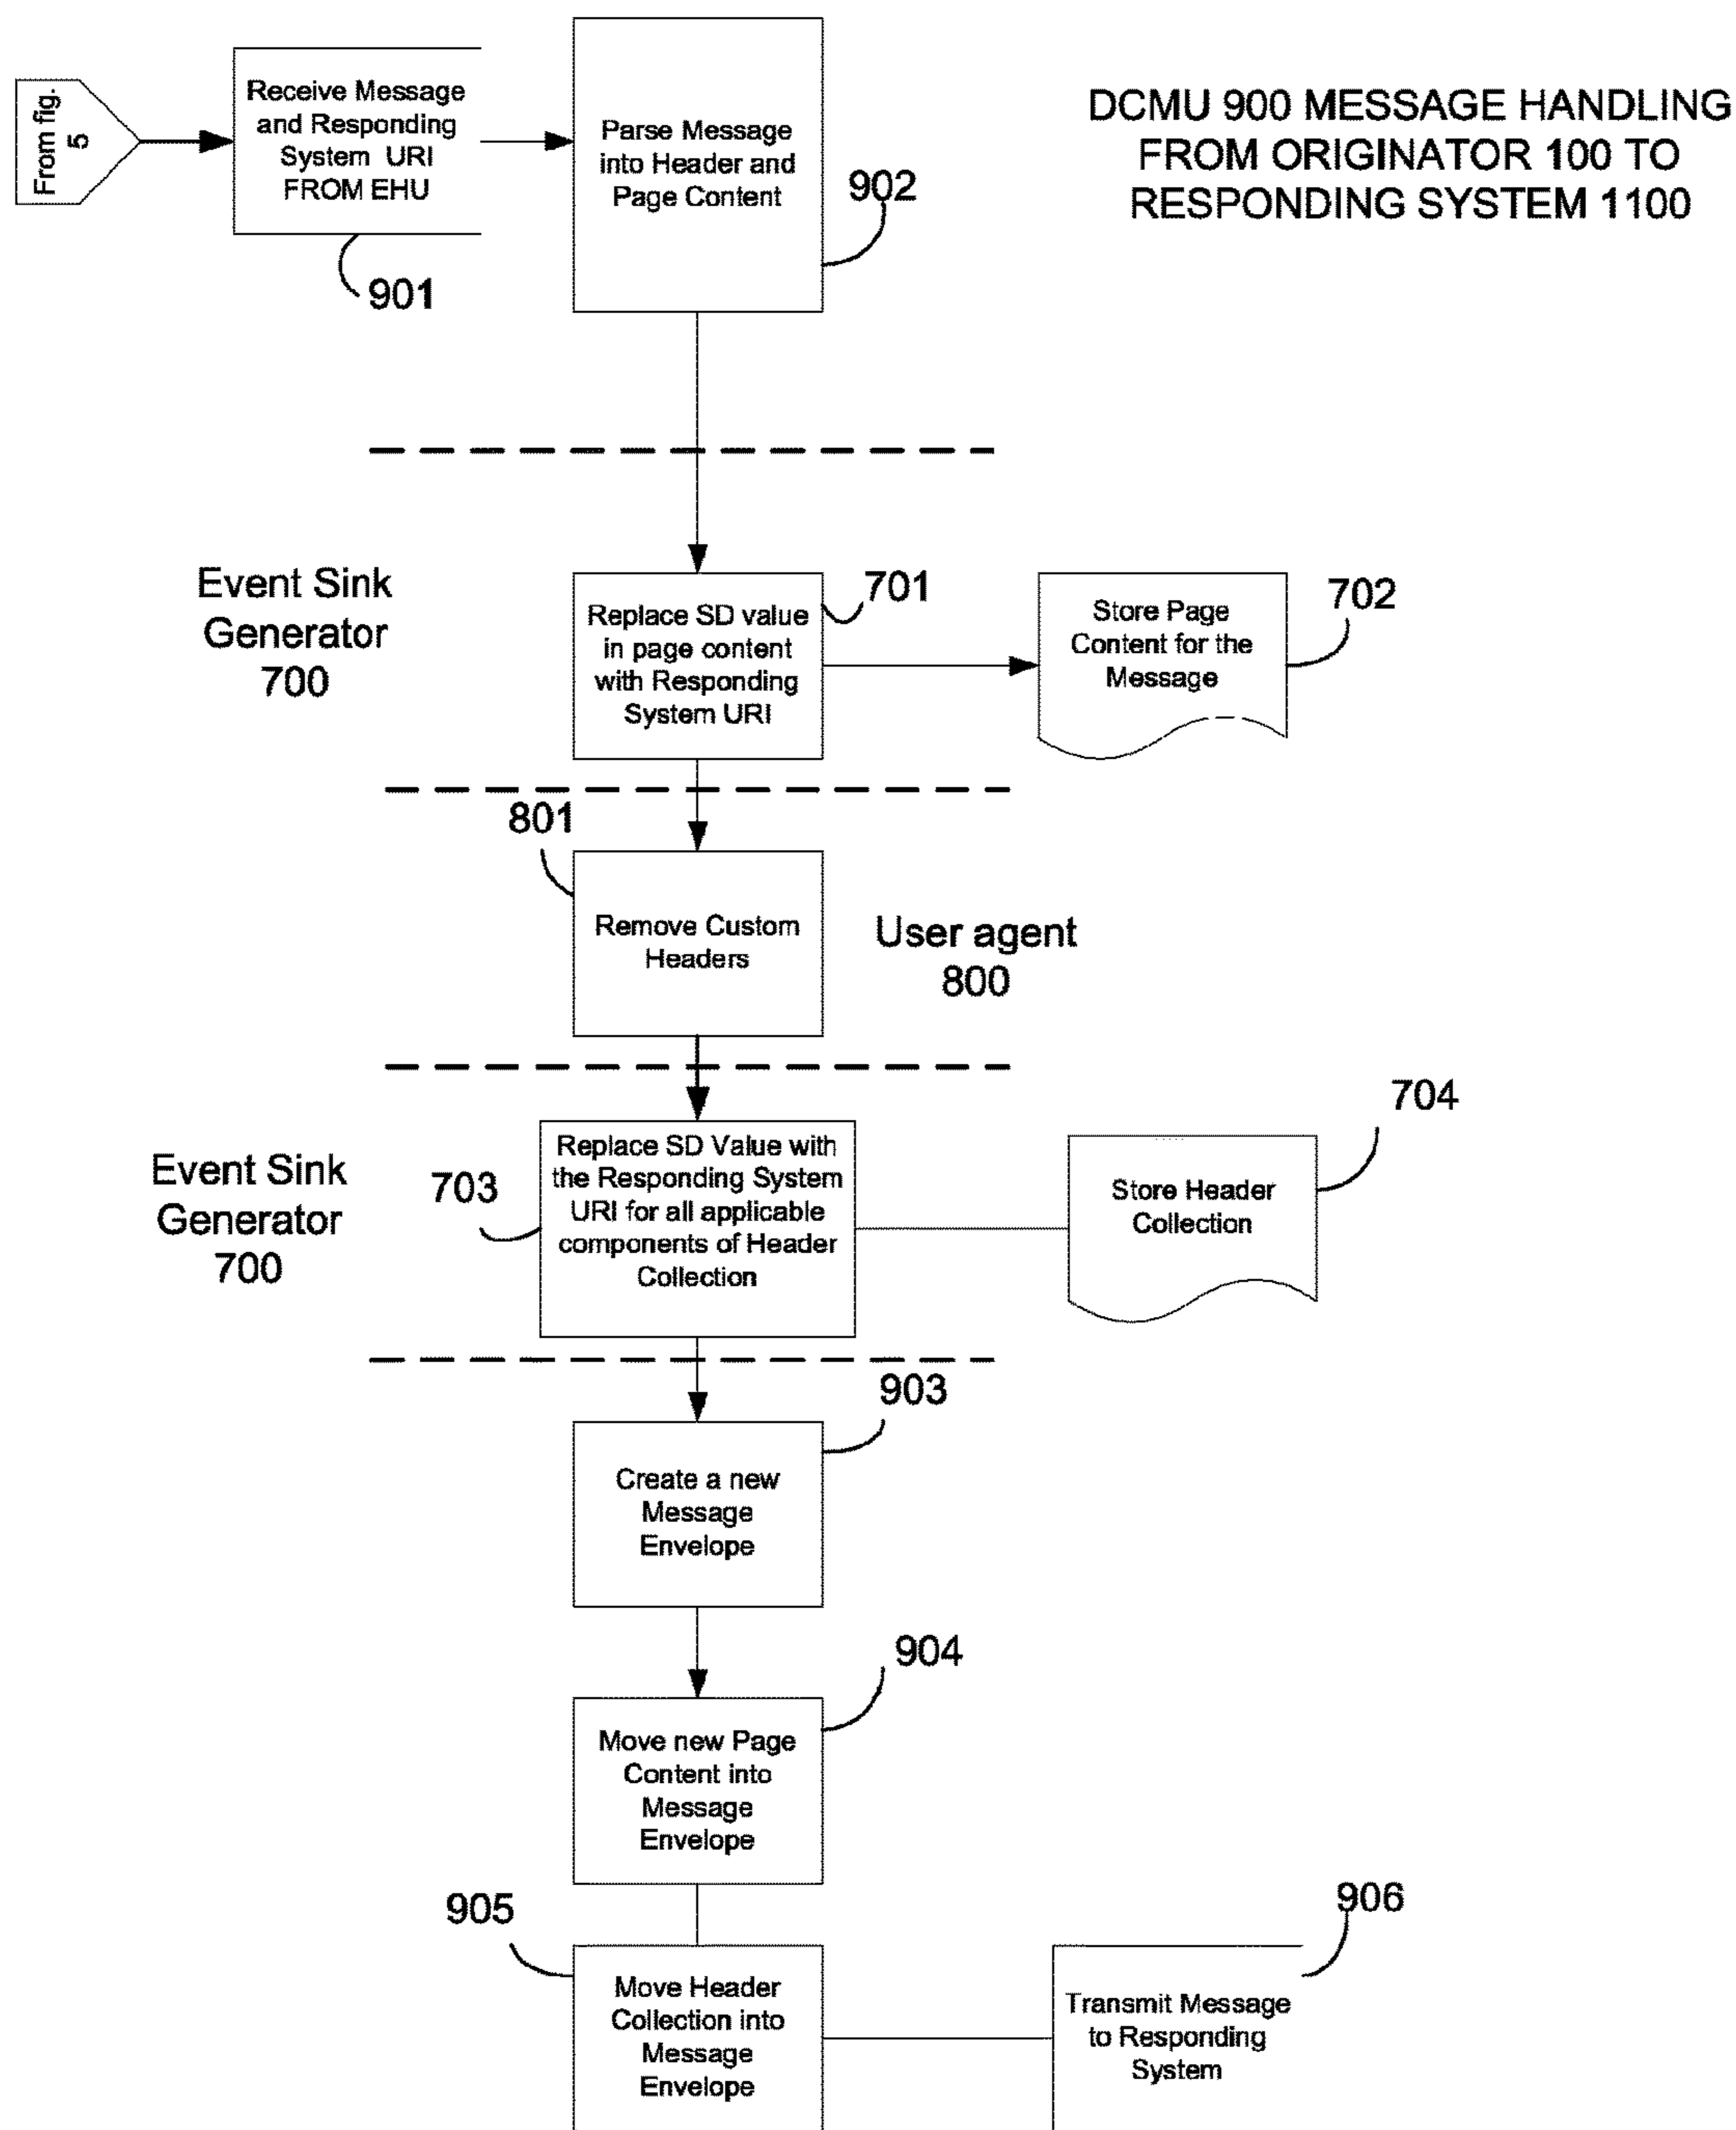 From fig.
5
Receive Message
and Responding
System URI
FROM EHU
901
Parse Message
into Header and
Page Content
902
DCMU 900 MESSAGE HANDLING
FROM ORIGINATOR 100 TO
RESPONDING SYSTEM 1100
Event Sink
Generator
700
Replace SD value
in page content
with Responding
System URI
701
Store Page
Content for the
Message
702
801
Remove Custom
Headers
User agent
800
Event Sink
Generator
700
703
Replace SD Value with
the Responding System
URI for all applicable
components of Header
Collection
704
Store Header
Collection
903
Create a new
Message
Envelope
904
Move new Page
Content into
Message
Envelope
905
Move Header
Collection into
Message
Envelope
906
Transmit Message
to Responding
System